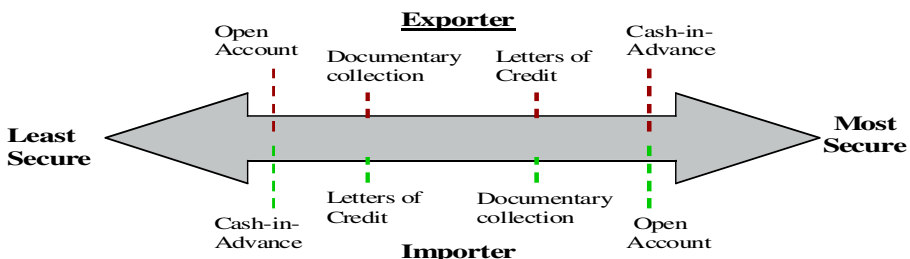 Exporter
Open
Account
Documentary
collection
Letters of
Credit
Cash-in-
Advance
Least
Secure
Most
Secure
Cash-in-
Advance
Letters of
Credit
Documentary
collection
Open
Account
Importer